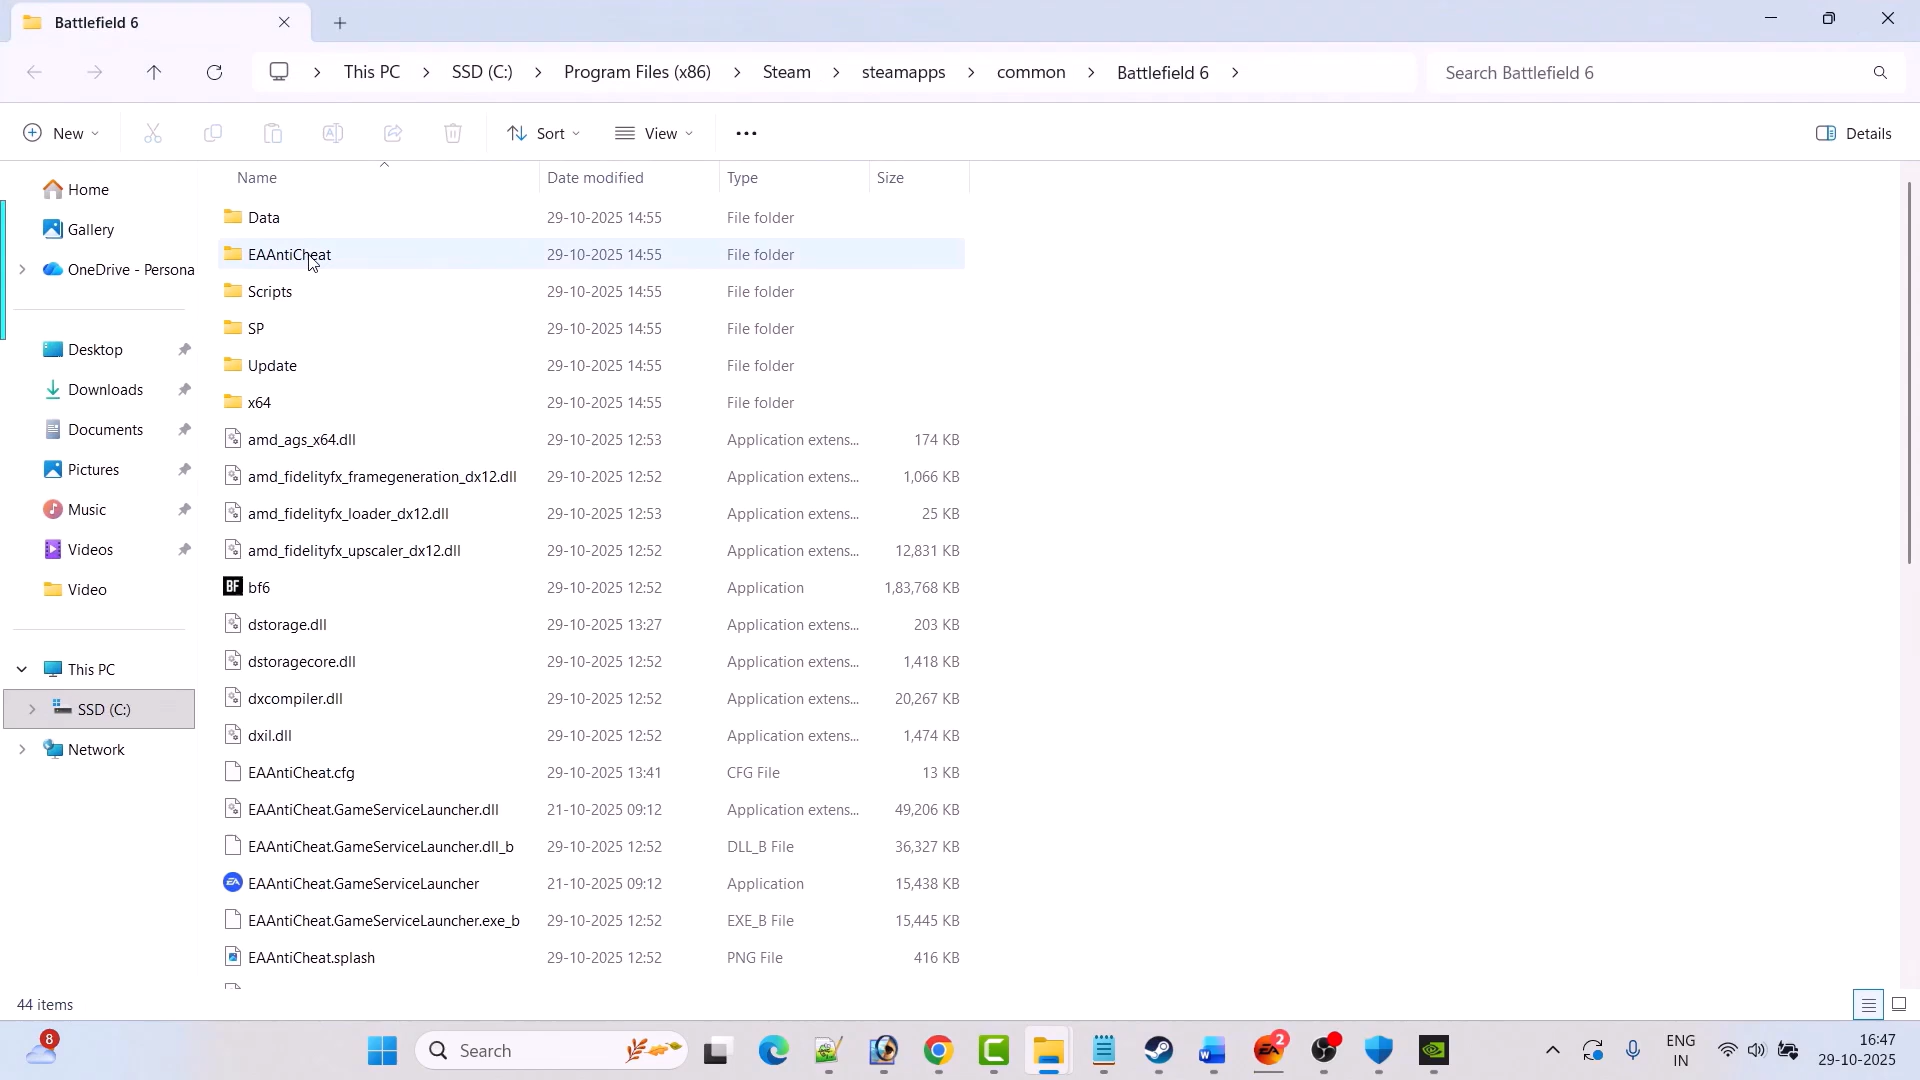 Battlefield 6
This PC > SSD (C:) > Program Files (x86) > Steam > steamapps > common > Battlefield 6 >
Search Battlefield 6
New
Sort
View
Details
Home
Gallery
OneDrive - Persona
Desktop
Downloads
Documents
Pictures
Music
Videos
Video
This PC
SSD (C:)
Network
Name Date modified Type Size
Data 29-10-2025 14:55 File folder
EAAntiCheat 29-10-2025 14:55 File folder
Scripts 29-10-2025 14:55 File folder
SP 29-10-2025 14:55 File folder
Update 29-10-2025 14:55 File folder
x64 29-10-2025 14:55 File folder
amd_ags_x64.dll 29-10-2025 12:53 Application extens... 174 KB
amd_fidelityfx_framegeneration_dx12.dll 29-10-2025 12:52 Application extens... 1,066 KB
amd_fidelityfx_loader_dx12.dll 29-10-2025 12:53 Application extens... 25 KB
amd_fidelityfx_upscaler_dx12.dll 29-10-2025 12:52 Application extens... 12,831 KB
BF bf6 29-10-2025 12:52 Application 1,83,768 KB
dstorage.dll 29-10-2025 13:27 Application extens... 203 KB
dstoragecore.dll 29-10-2025 12:52 Application extens... 1,418 KB
dxcompiler.dll 29-10-2025 12:52 Application extens... 20,267 KB
dxil.dll 29-10-2025 12:52 Application extens... 1,474 KB
EAAntiCheat.cfg 29-10-2025 13:41 CFG File 13 KB
EAAntiCheat.GameServiceLauncher.dll 21-10-2025 09:12 Application extens... 49,206 KB
EAAntiCheat.GameServiceLauncher.dll_b 29-10-2025 12:52 DLL_B File 36,327 KB
EA EAAntiCheat.GameServiceLauncher 21-10-2025 09:12 Application 15,438 KB
EAAntiCheat.GameServiceLauncher.exe_b 29-10-2025 12:52 EXE_B File 15,445 KB
EAAntiCheat.splash 29-10-2025 12:52 PNG File 416 KB
44 items
8
Search
W
EA 2
ENG
IN
16:47
29-10-2025